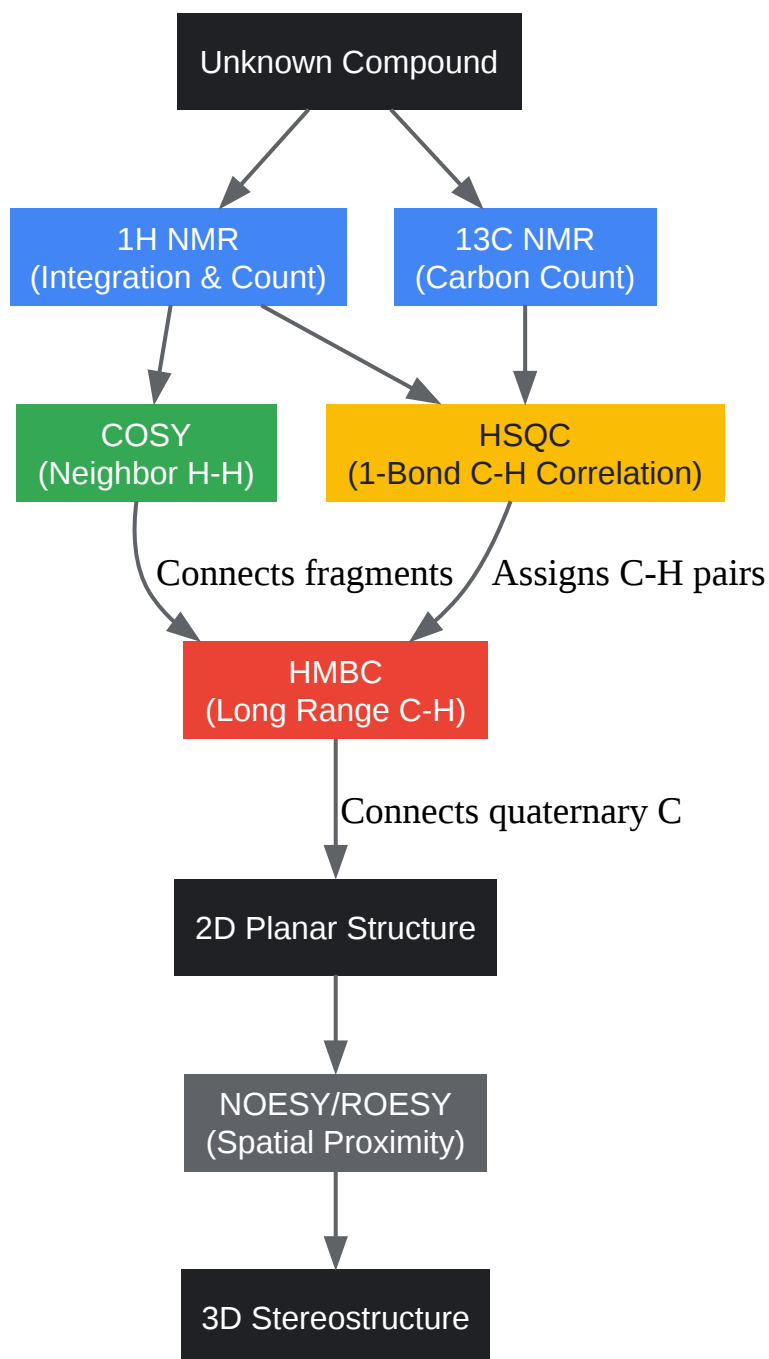 Unknown Compound
1H NMR
(Integration & Count)
13C NMR
(Carbon Count)
COSY
(Neighbor H-H)
HSQC
(1-Bond C-H Correlation)
Connects fragments
Assigns C-H pairs
HMBC
(Long Range C-H)
Connects quaternary C
2D Planar Structure
NOESY/ROESY
(Spatial Proximity)
3D Stereostructure